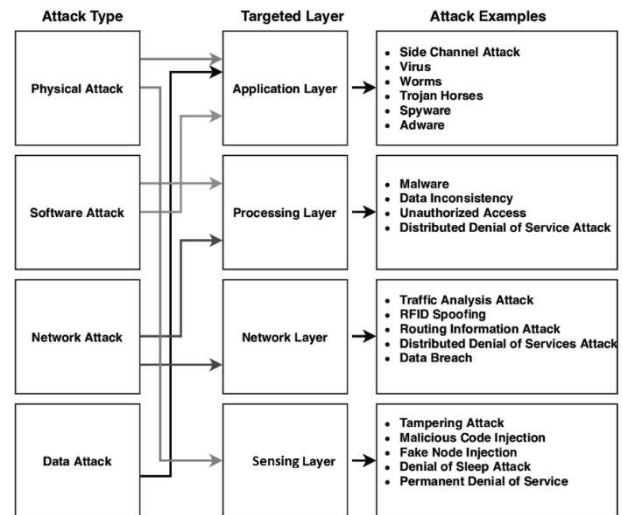 Attack Type
Targeted Layer
Attack Examples
Physical Attack
Application Layer
• Side Channel Attack
• Virus
• Worms
• Trojan Horses
• Spyware
• Adware
Software Attack
Processing Layer
• Malware
• Data Inconsistency
• Unauthorized Access
• Distributed Denial of Service Attack
Network Attack
Network Layer
• Traffic Analysis Attack
• RFID Spoofing
• Routing Information Attack
• Distributed Denial of Services Attack
• Data Breach
Data Attack
Sensing Layer
• Tampering Attack
• Malicious Code Injection
• Fake Node Injection
• Denial of Sleep Attack
• Permanent Denial of Service